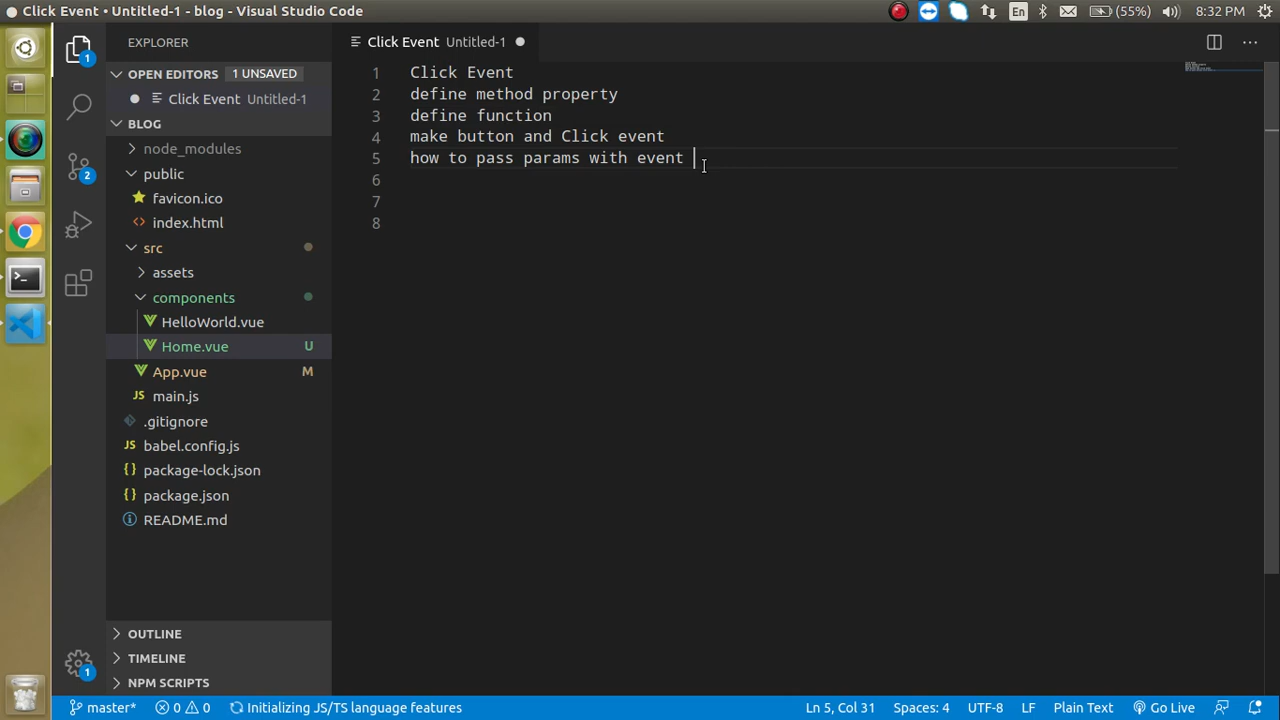 Click Event • Untitled-1 - blog - Visual Studio Code
En
(55%)
8:32 PM
EXPLORER
Click Event Untitled-1
OPEN EDITORS 1 UNSAVED
Click Event Untitled-1
BLOG
node_modules
public
favicon.ico
index.html
src
assets
components
HelloWorld.vue
Home.vue U
App.vue M
JS main.js
.gitignore
JS babel.config.js
{} package-lock.json
{} package.json
README.md
OUTLINE
TIMELINE
NPM SCRIPTS
1
2
1
1 Click Event
2 define method property
3 define function
4 make button and Click event
5 how to pass params with event
6
7
8
master* 0 0 Initializing JS/TS language features
Ln 5, Col 31 Spaces: 4 UTF-8 LF Plain Text Go Live